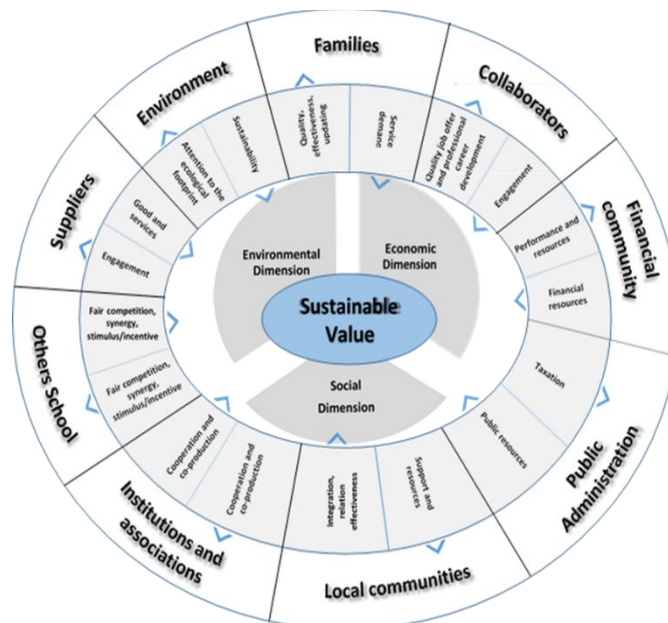 Families
Collaborators
Financial
community
Public
Administration
Local communities
Institutions and
associations
Others School
Suppliers
Environment
Quality,
effectiveness,
updating
Service
demane
Quality job offer
and professional
career
development
Engagement
Performance and
resources
Financial
resources
Taxation
Public resources
Support and
resources
Integration,
relation
effectiveness
Cooperation and
co-production
Cooperation and
co-production
Fair competition,
synergy,
stimulus/incentive
Fair competition,
synergy,
stimulus/incentive
Engagement
Good and
services
Attention to the
ecological
footprint
Sustainability
Environmental
Dimension
Economic
Dimension
Sustainable
Value
Social
Dimension